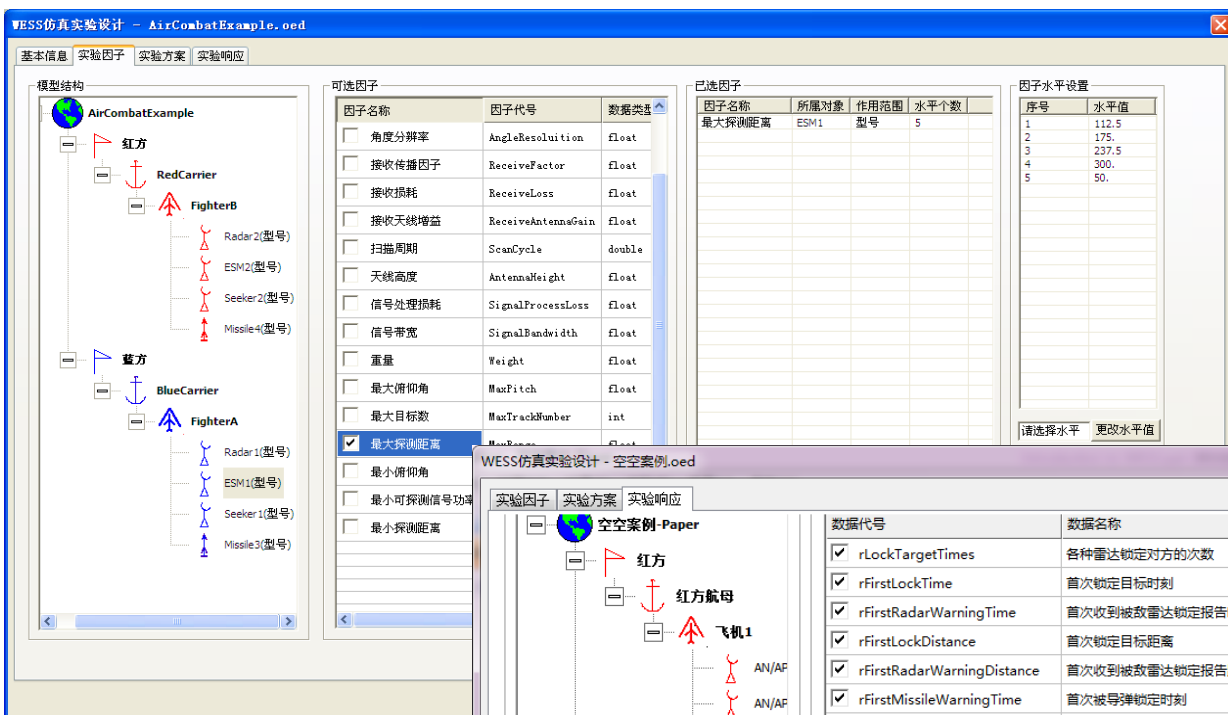 WESS仿真实验设计 - AirCombatExample.oed
基本信息 实验因子 实验方案 实验响应
模型结构
AirCombatExample
红方
RedCarrier
FighterB
Radar2(型号)
ESM2(型号)
Seeker2(型号)
Missile4(型号)
蓝方
BlueCarrier
FighterA
Radar1(型号)
ESM1(型号)
Seeker1(型号)
Missile3(型号)
可选因子
因子名称 因子代号 数据类型
角度分辨率 AngleResoluition float
接收传播因子 ReceiveFactor float
接收损耗 ReceiveLoss float
接收天线增益 ReceiveAntennaGain float
扫描周期 ScanCycle double
天线高度 AntennaHeight float
信号处理损耗 SignalProcessLoss float
信号带宽 SignalBandwidth float
重量 Weight float
最大俯仰角 MaxPitch float
最大目标数 MaxTrackNumber int
最大探测距离 MaxRange float
最小俯仰角
最小可探测信号功率
最小探测距离
已选因子
因子名称 所属对象 作用范围 水平个数
最大探测距离 ESM1 型号 5
因子水平设置
序号 水平值
1 112.5
2 175.
3 237.5
4 300.
5 50.
请选择水平 更改水平值
WESS仿真实验设计 - 空空案例.oed
实验因子 实验方案 实验响应
空空案例-Paper
红方
红方航母
飞机1
AN/AP
AN/AP
数据代号 数据名称
rLockTargetTimes 各种雷达锁定对方的次数
rFirstLockTime 首次锁定目标时刻
rFirstRadarWarningTime 首次收到被敌雷达锁定报告
rFirstLockDistance 首次锁定目标距离
rFirstRadarWarningDistance 首次收到被敌雷达锁定报告
rFirstMissileWarningTime 首次被导弹锁定时刻